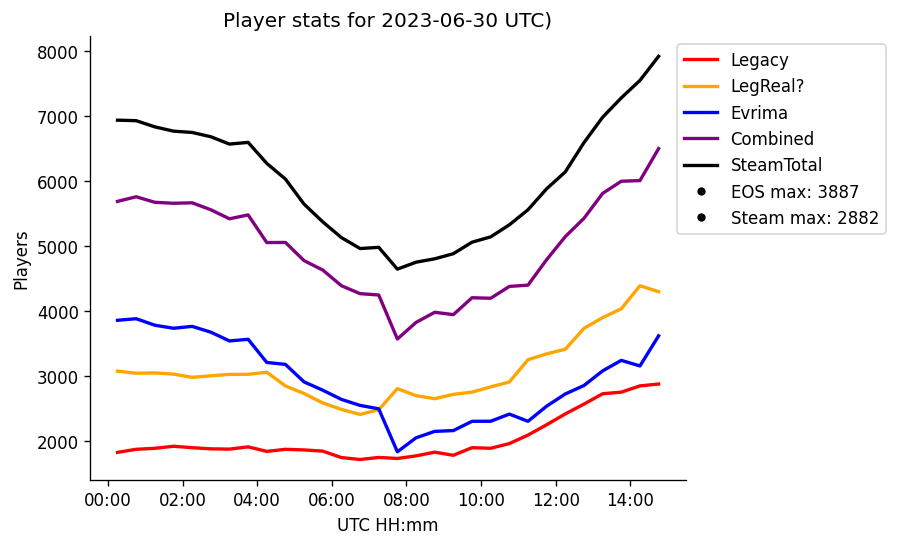 Player stats for 2023-06-30 UTC)
8000
7000
6000
5000
4000
3000
2000
Players
00:00 02:00 04:00 06:00 08:00 10:00 12:00 14:00
UTC HH:mm
Legacy
LegReal?
Evrima
Combined
SteamTotal
EOS max: 3887
Steam max: 2882